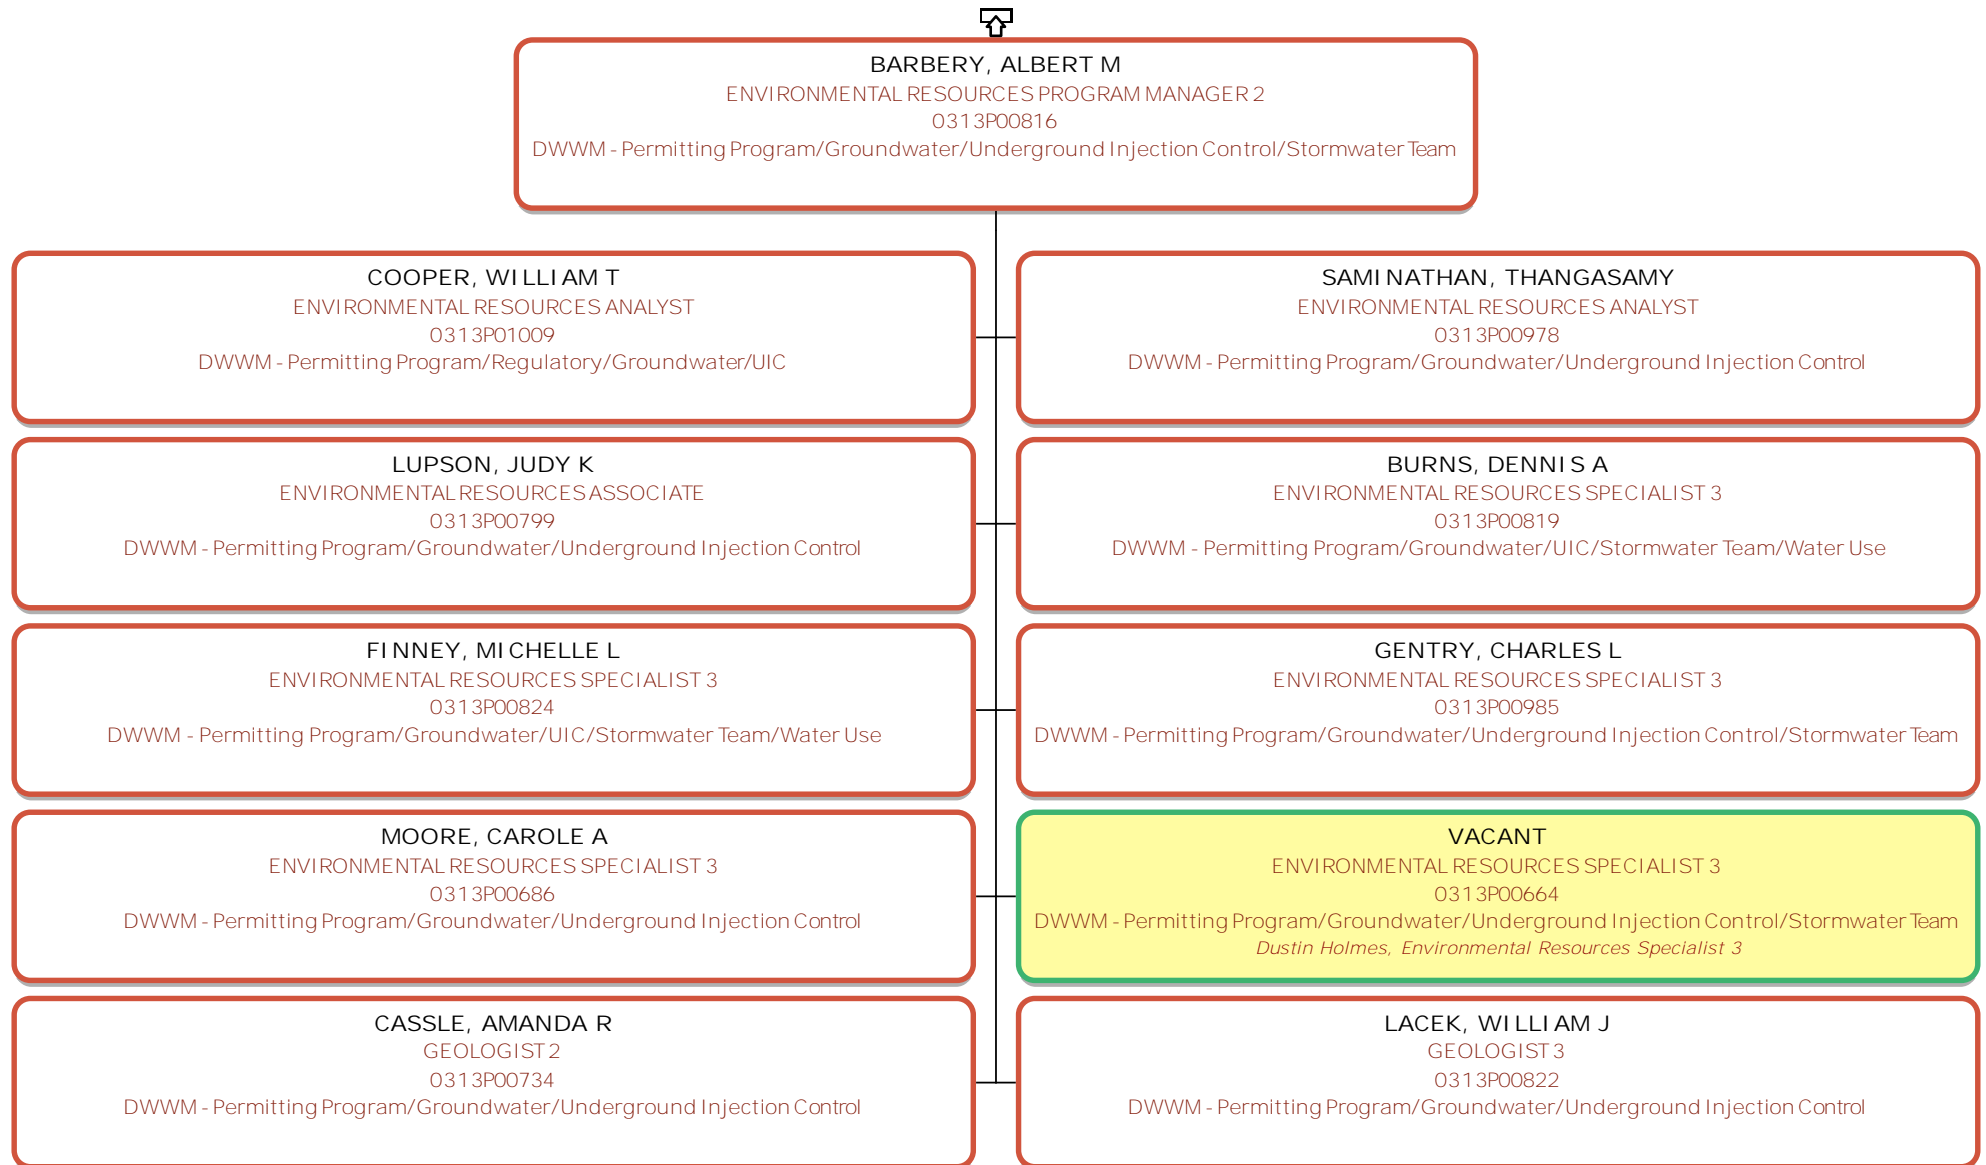 BARBERY, ALBERT M
ENVIRONMENTAL RESOURCES PROGRAM MANAGER 2
0313P00816
DWWM - Permitting Program/Groundwater/Underground Injection Control/Stormwater Team
COOPER, WILLIAM T
ENVIRONMENTAL RESOURCES ANALYST
0313P01009
DWWM - Permitting Program/Regulatory/Groundwater/UIC
SAMINATHAN, THANGASAMY
ENVIRONMENTAL RESOURCES ANALYST
0313P00978
DWWM - Permitting Program/Groundwater/Underground Injection Control
LUPSON, JUDY K
ENVIRONMENTAL RESOURCES ASSOCIATE
0313P00799
DWWM - Permitting Program/Groundwater/Underground Injection Control
BURNS, DENNIS A
ENVIRONMENTAL RESOURCES SPECIALIST 3
0313P00819
DWWM - Permitting Program/Groundwater/UIC/Stormwater Team/Water Use
FINNEY, MICHELLE L
ENVIRONMENTAL RESOURCES SPECIALIST 3
0313P00824
DWWM - Permitting Program/Groundwater/UIC/Stormwater Team/Water Use
GENTRY, CHARLES L
ENVIRONMENTAL RESOURCES SPECIALIST 3
0313P00985
DWWM - Permitting Program/Groundwater/Underground Injection Control/Stormwater Team
MOORE, CAROLE A
ENVIRONMENTAL RESOURCES SPECIALIST 3
0313P00686
DWWM - Permitting Program/Groundwater/Underground Injection Control
VACANT
ENVIRONMENTAL RESOURCES SPECIALIST 3
0313P00664
DWWM - Permitting Program/Groundwater/Underground Injection Control/Stormwater Team
Dustin Holmes, Environmental Resources Specialist 3
CASSLE, AMANDA R
GEOLOGIST 2
0313P00734
DWWM - Permitting Program/Groundwater/Underground Injection Control
LACEK, WILLIAM J
GEOLOGIST 3
0313P00822
DWWM - Permitting Program/Groundwater/Underground Injection Control